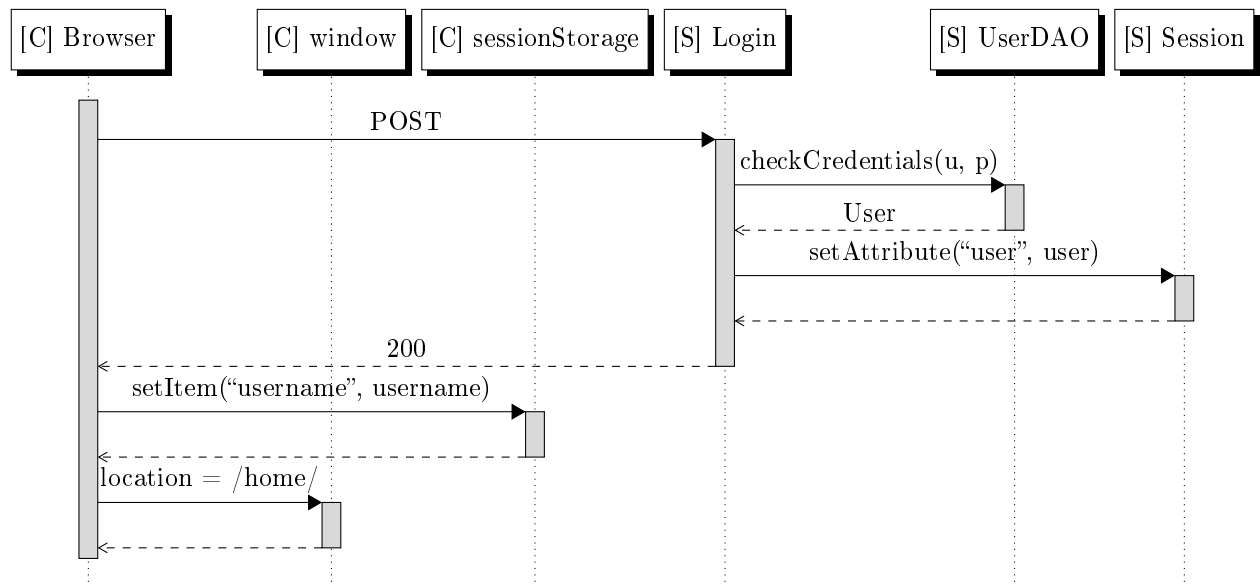 [C] Browser
[C] window
[C] sessionStorage
[S] Login
[S] UserDAO
[S] Session
POST
checkCredentials(u, p)
User
setAttribute(“user”, user)
200
setItem(“username”, username)
location = /home/